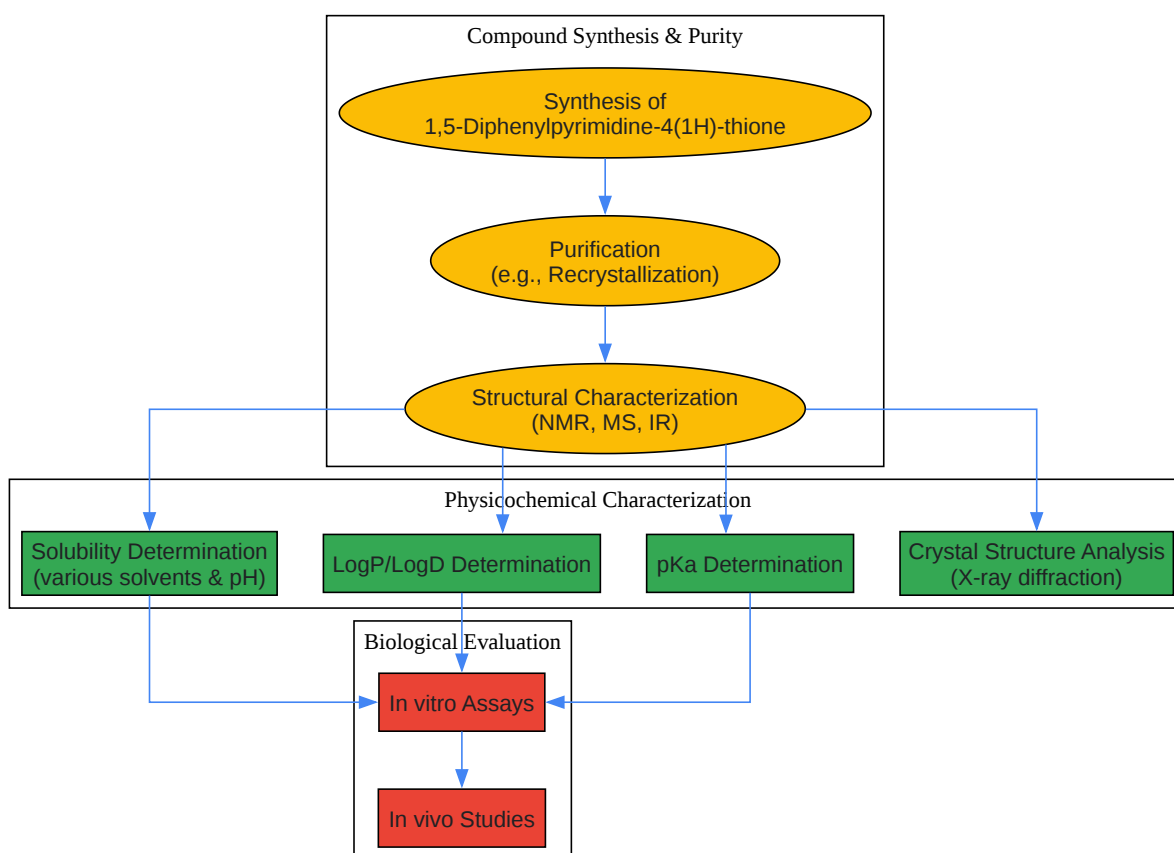 Compound Synthesis & Purity
Synthesis of
1,5-Diphenylpyrimidine-4(1H)-thione
Purification
(e.g., Recrystallization)
Structural Characterization
(NMR, MS, IR)
Physicochemical Characterization
Solubility Determination
(various solvents & pH)
LogP/LogD Determination
pKa Determination
Crystal Structure Analysis
(X-ray diffraction)
Biological Evaluation
In vitro Assays
In vivo Studies